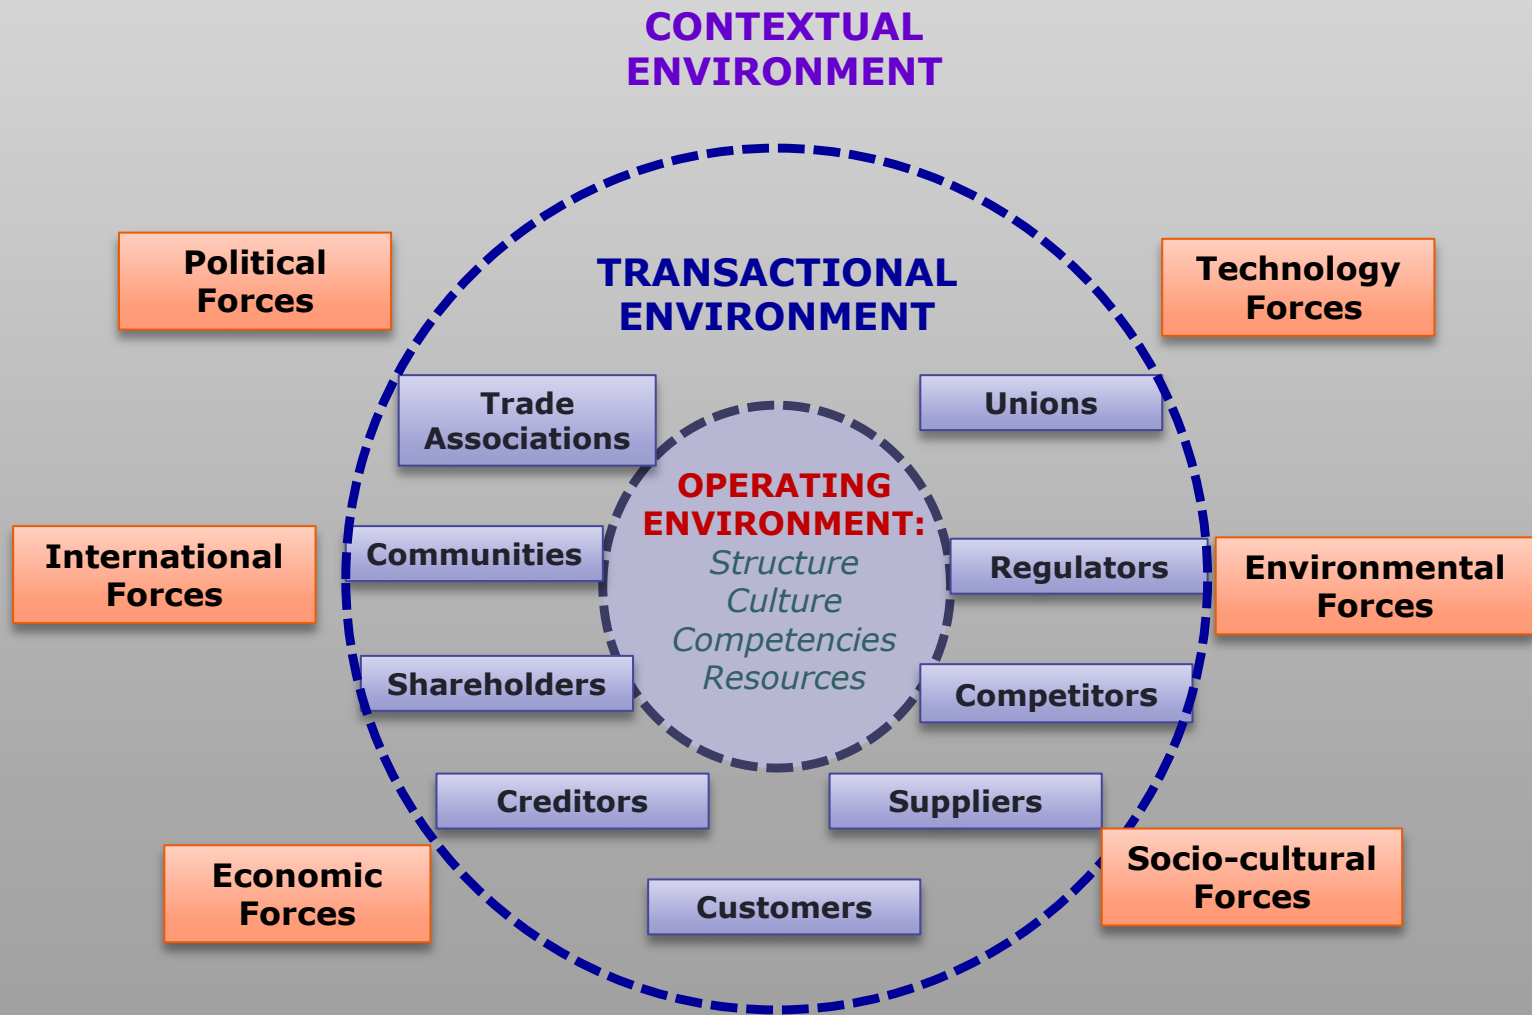 CONTEXTUAL
ENVIRONMENT
Political
Forces
Technology
Forces
TRANSACTIONAL
ENVIRONMENT
Trade
Associations
Unions
OPERATING
ENVIRONMENT:
Structure
Culture
Competencies
Resources
International
Forces
Communities
Regulators
Environmental
Forces
Shareholders
Competitors
Creditors
Suppliers
Economic
Forces
Customers
Socio-cultural
Forces